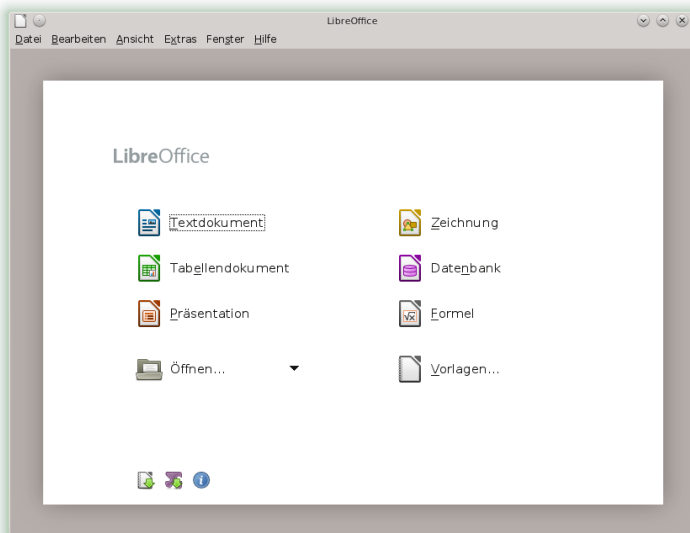 LibreOffice
Datei Bearbeiten Ansicht Extras Fenster Hilfe
LibreOffice
Textdokument
Zeichnung
Tabellendokument
Datenbank
Präsentation
Formel
Öffnen...
Vorlagen...